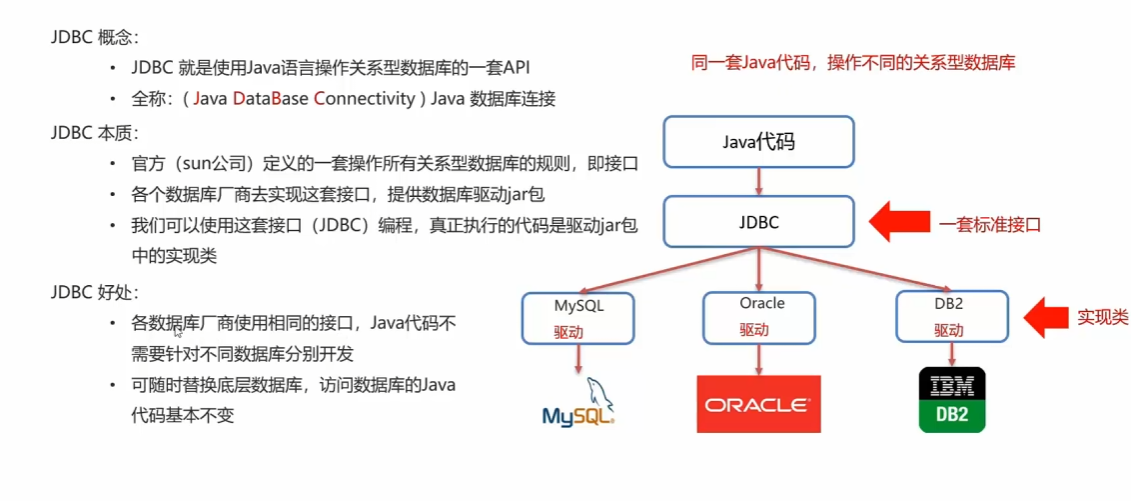 JDBC 概念：
• JDBC 就是使用Java语言操作关系型数据库的一套API
• 全称：( Java DataBase Connectivity ) Java 数据库连接
JDBC 本质：
• 官方（sun公司）定义的一套操作所有关系型数据库的规则，即接口
• 各个数据库厂商去实现这套接口，提供数据库驱动jar包
• 我们可以使用这套接口（JDBC）编程，真正执行的代码是驱动jar包
中的实现类
JDBC 好处：
• 各数据库厂商使用相同的接口，Java代码不
需要针对不同数据库分别开发
• 可随时替换底层数据库，访问数据库的Java
代码基本不变
同一套Java代码，操作不同的关系型数据库
Java代码
JDBC
一套标准接口
MySQL
驱动
Oracle
驱动
DB2
驱动
实现类
MySQL
ORACLE
IBM
DB2